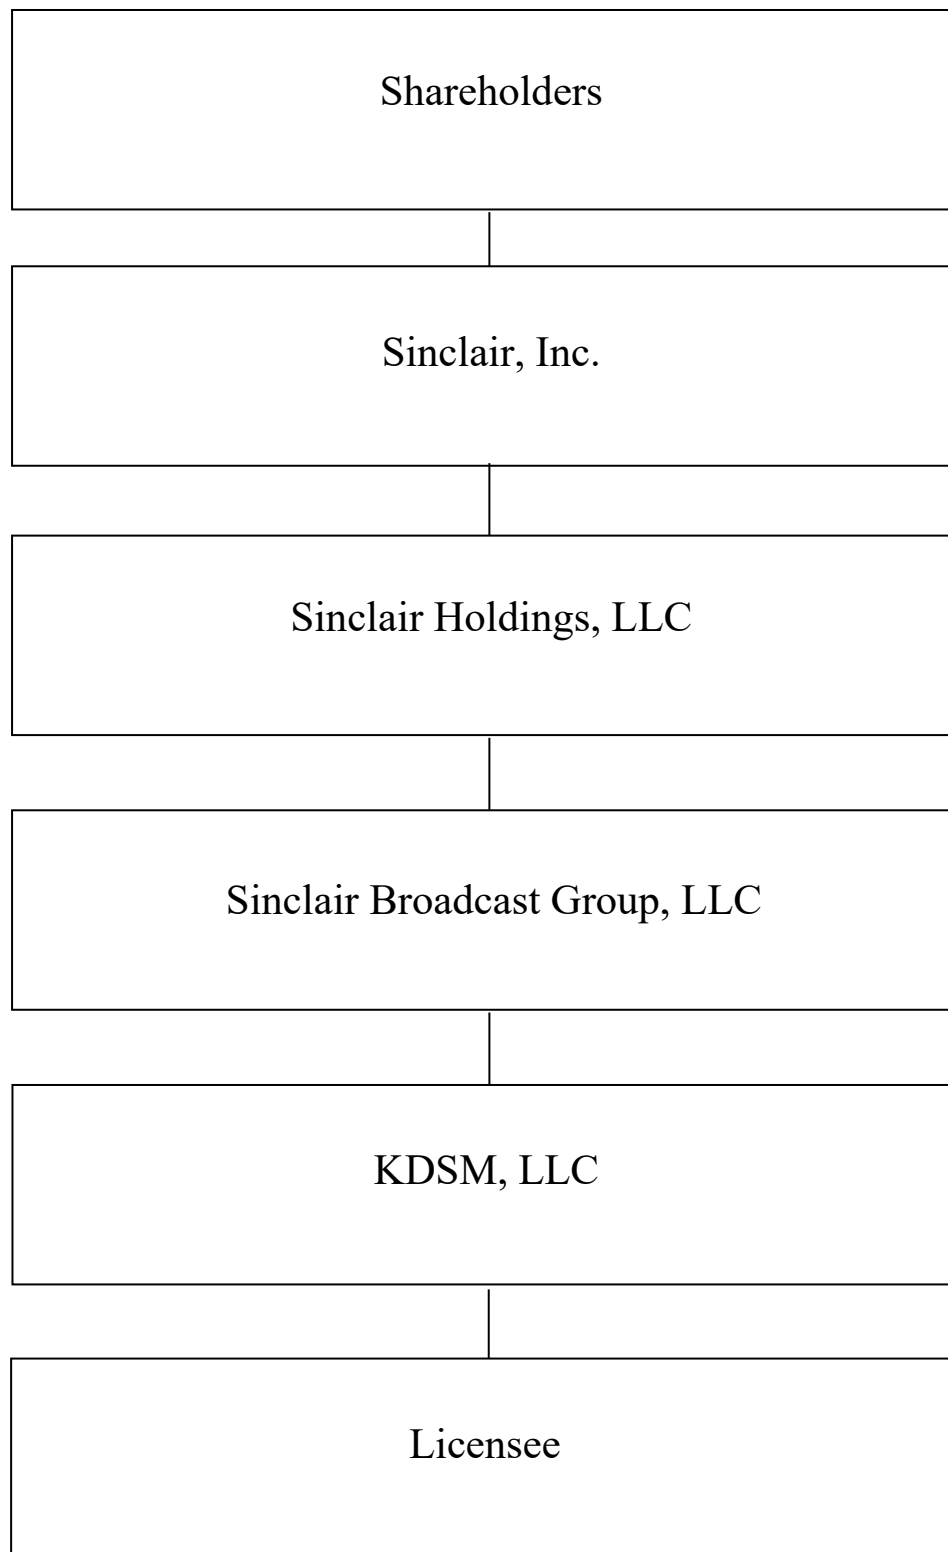 Shareholders
Sinclair, Inc.
Sinclair Holdings, LLC
Sinclair Broadcast Group, LLC
KDSM, LLC
Licensee